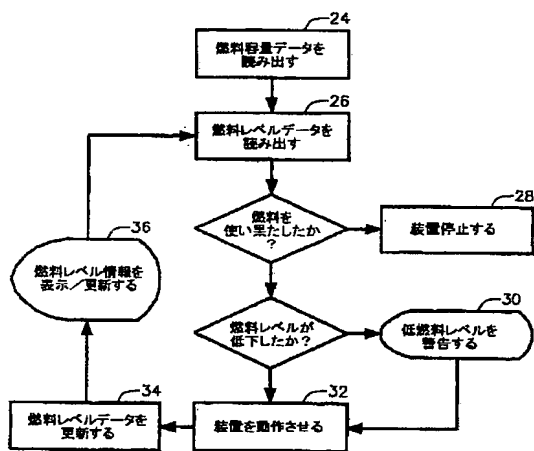 24
燃料容量データを
読み出す
26
燃料レベルデータを
読み出す
燃料を
使い果たしたか
?
28
装置停止する
36
燃料レベル情報を
表示/更新する
燃料レベルが
低下したか?
30
低燃料レベルを
警告する
32
装置を動作させる
34
燃料レベルデータを
更新する